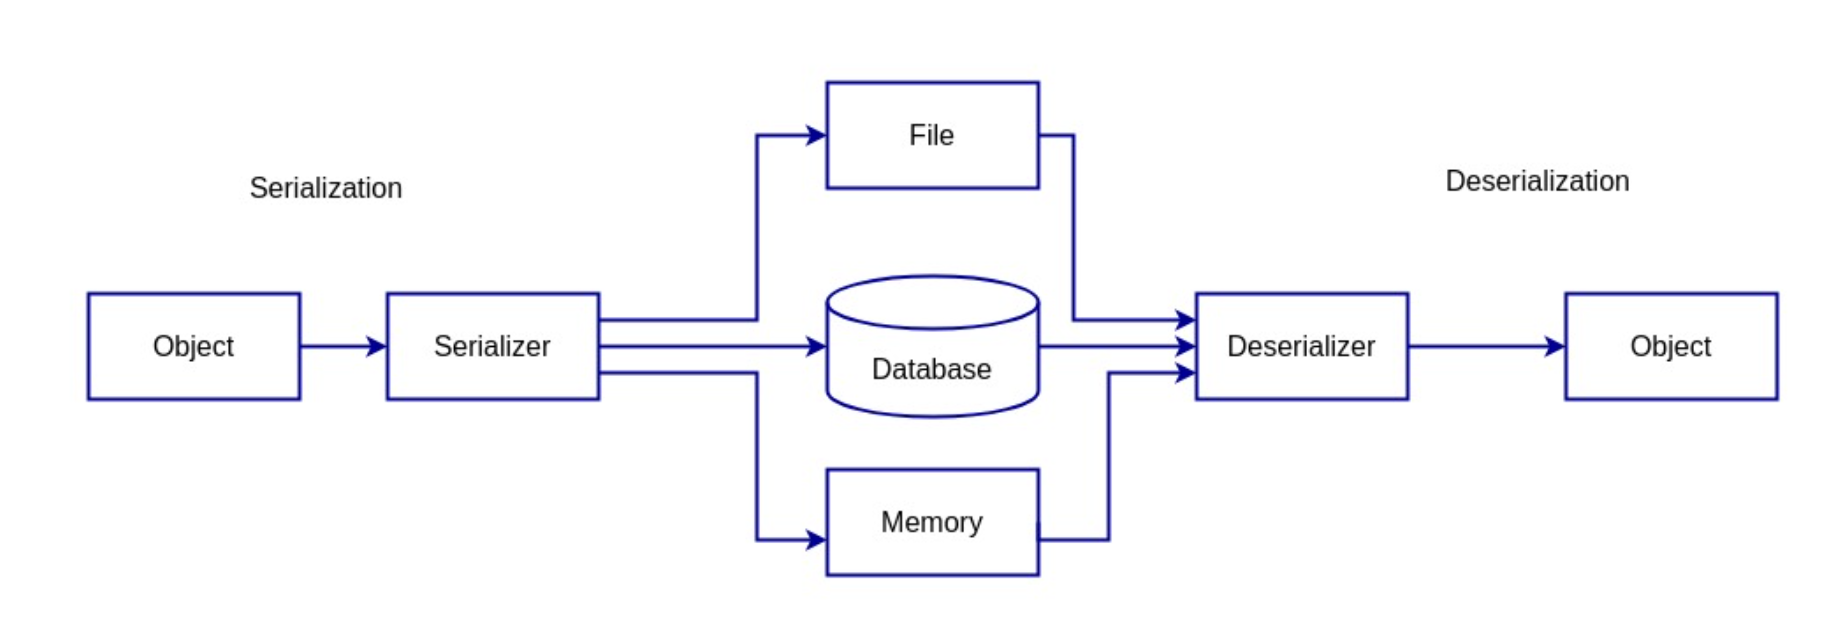 File
Serialization
Deserialization
Object
Serializer
Database
Deserializer
Object
Memory